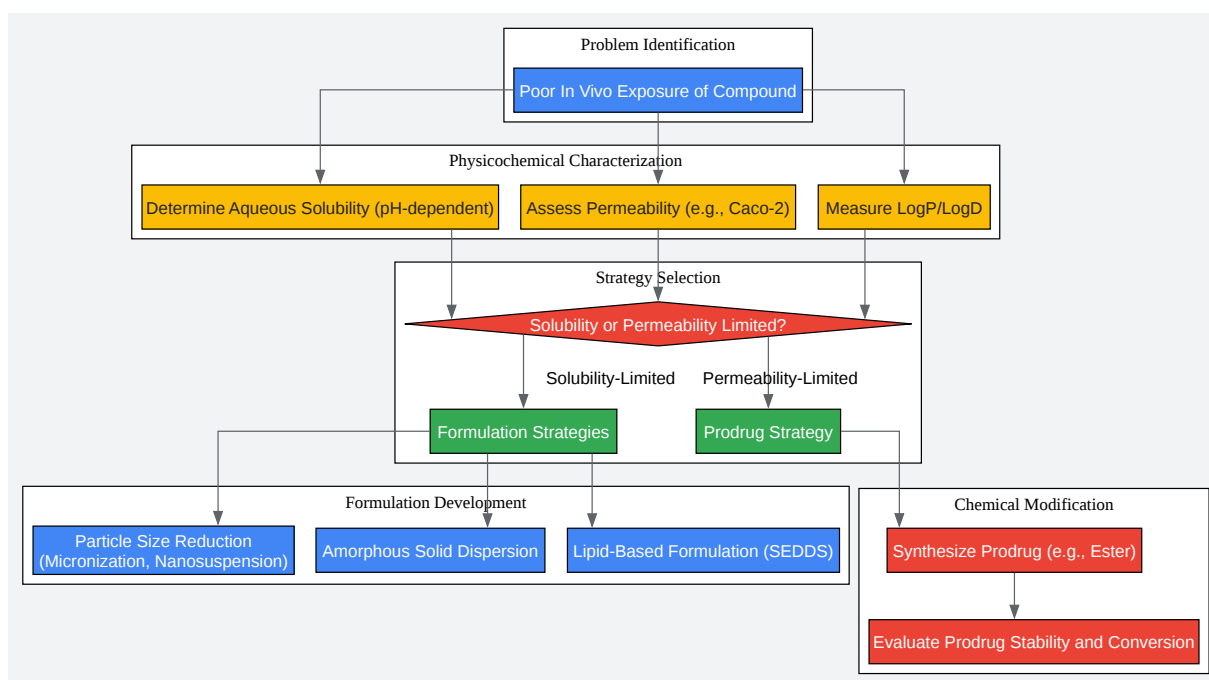 Problem Identification
Poor In Vivo Exposure of Compound
Physicochemical Characterization
Determine Aqueous Solubility (pH-dependent)
Assess Permeability (e.g., Caco-2)
Measure LogP/LogD
Strategy Selection
Solubility or Permeability Limited?
Solubility-Limited
Permeability-Limited
Formulation Strategies
Prodrug Strategy
Formulation Development
Particle Size Reduction
(Micronization, Nanosuspension)
Amorphous Solid Dispersion
Lipid-Based Formulation (SEDDS)
Chemical Modification
Synthesize Prodrug (e.g., Ester)
Evaluate Prodrug Stability and Conversion